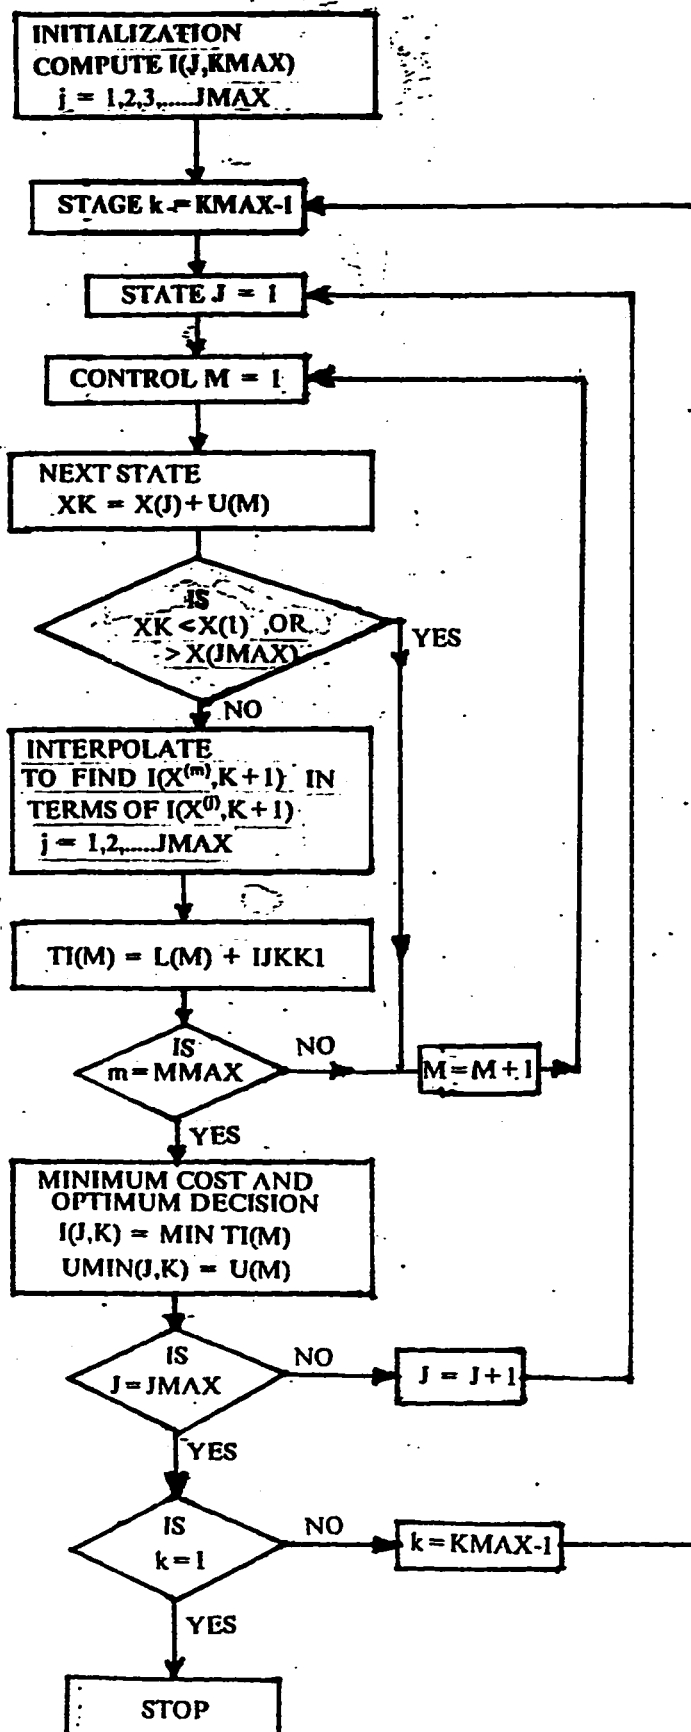 INITIALIZATION
COMPUTE I(J,KMAX)
j = 1,2,3,.....JMAX
STAGE k = KMAX-1
STATE J = 1
CONTROL M = 1
NEXT STATE
XK = X(J) + U(M)
IS
XK < X(1) ,OR
> X(JMAX)
YES
NO
INTERPOLATE
TO FIND I(X^(m),K+1) IN
TERMS OF I(X^(j),K+1)
j = 1,2,.....JMAX
TI(M) = L(M) + IJKK1
IS
m = MMAX
NO
M = M + 1
YES
MINIMUM COST AND
OPTIMUM DECISION
I(J,K) = MIN TI(M)
UMIN(J,K) = U(M)
IS
J = JMAX
NO
J = J+1
YES
IS
k = 1
NO
k = KMAX-1
YES
STOP